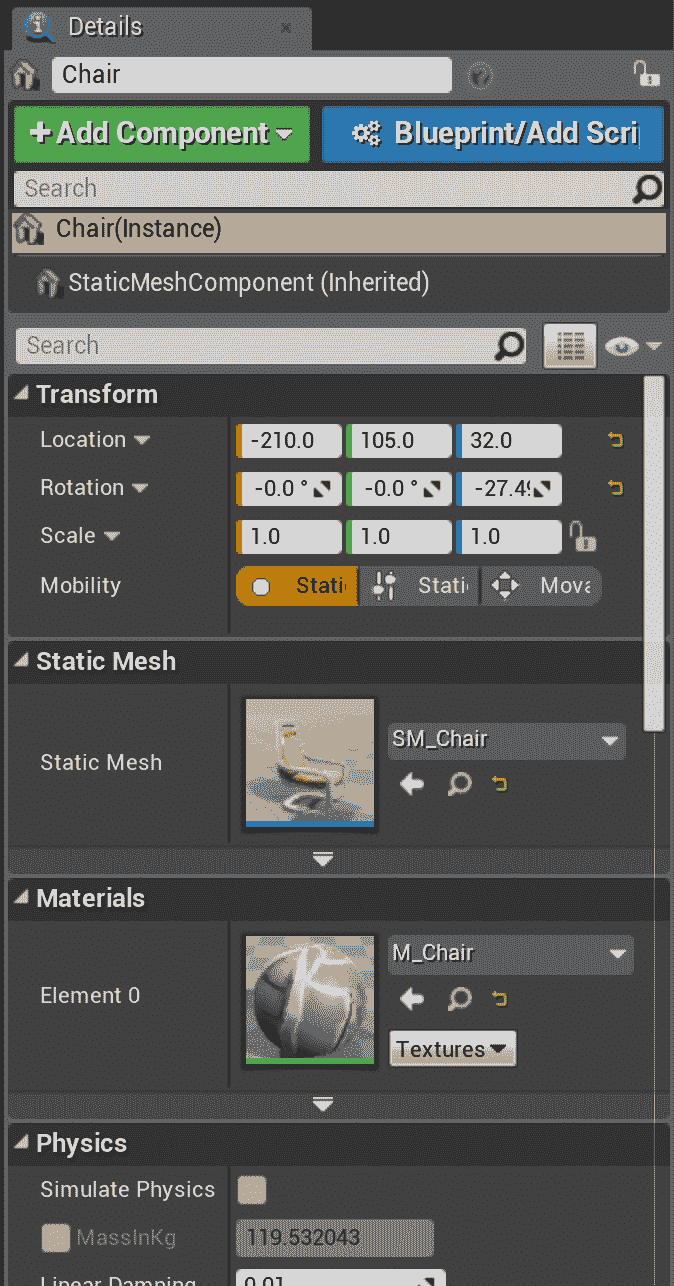 Details
Chair
Add Component
Blueprint/Add Scri
Search
Chair(Instance)
StaticMeshComponent (Inherited)
Search
Transform
Location -210.0 105.0 32.0
Rotation -0.0 ° -0.0 ° -27.49
Scale 1.0 1.0 1.0
Mobility Stati Stati Mova
Static Mesh
Static Mesh SM_Chair
Materials
Element 0 M_Chair
Textures
Physics
Simulate Physics
MassInKg 119.532043
Linear Damping 0.01